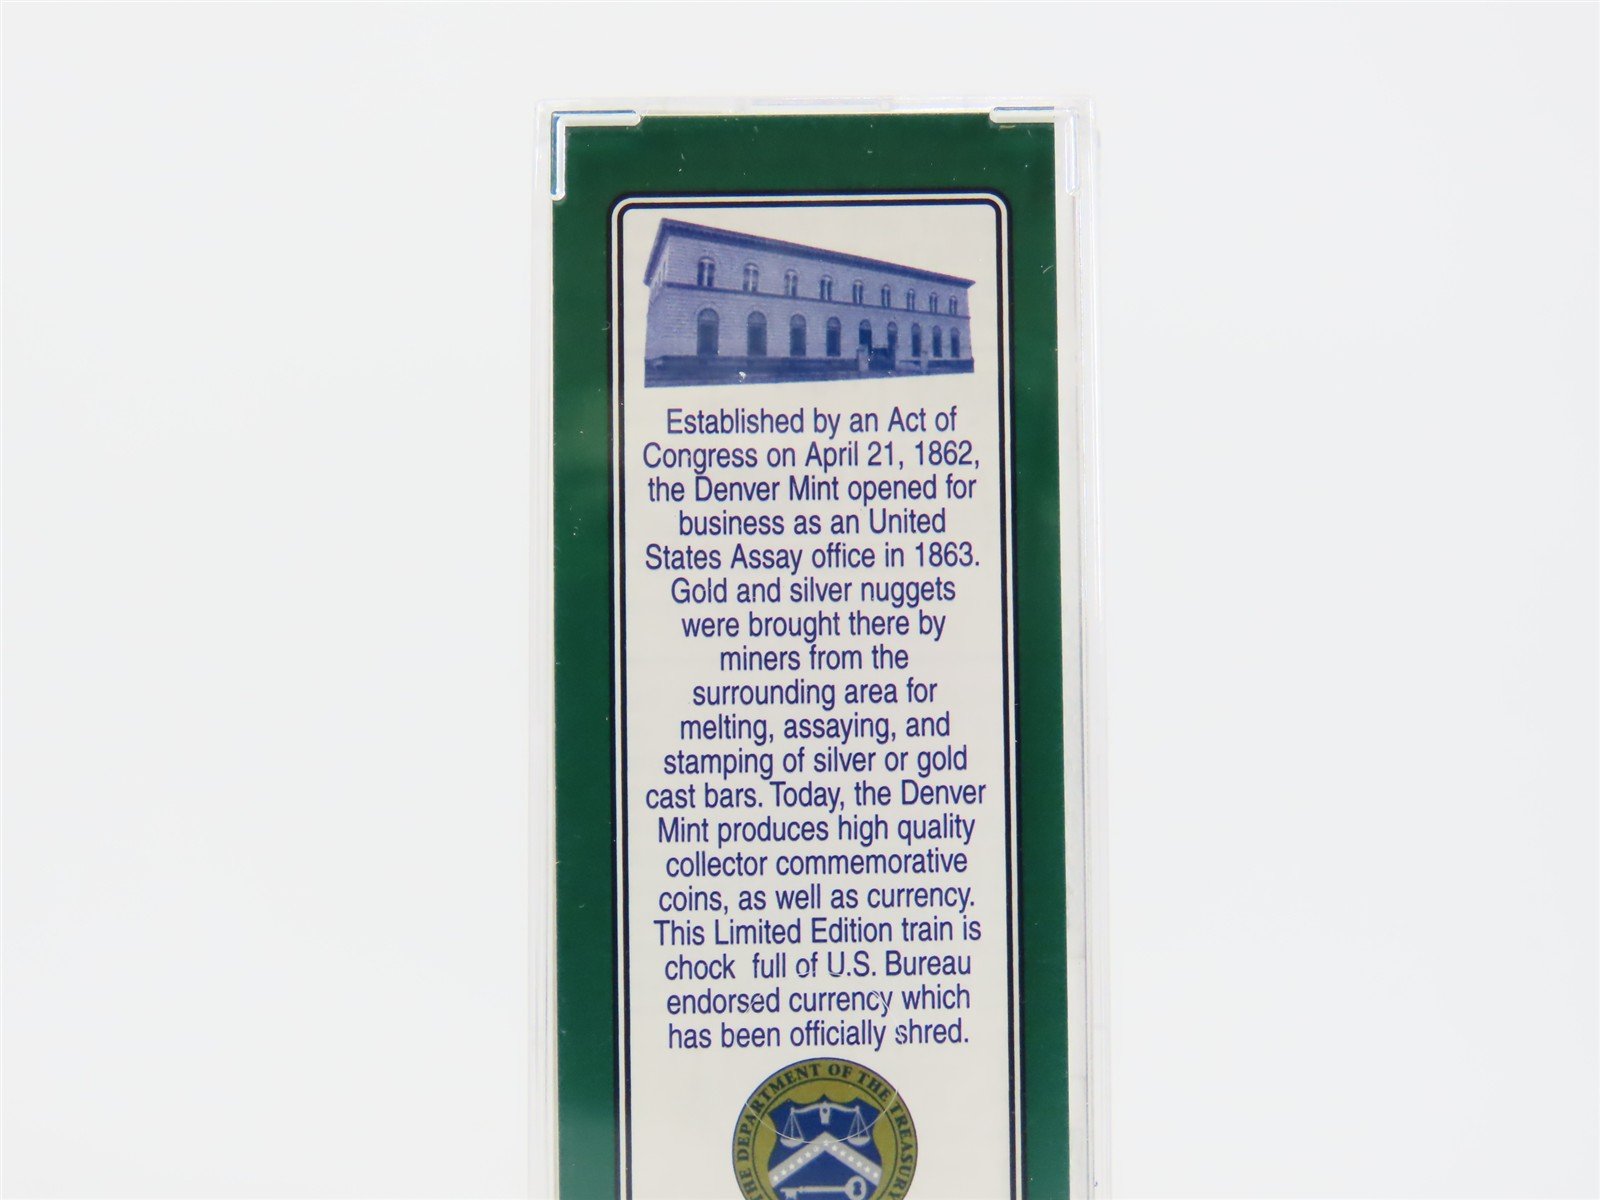 Established by an Act of
Congress on April 21, 1862,
the Denver Mint opened for
business as an United
States Assay office in 1863.
Gold and silver nuggets
were brought there by
miners from the
surrounding area for
melting, assaying, and
stamping of silver or gold
cast bars. Today, the Denver
Mint produces high quality
collector commemorative
coins, as well as currency.
This Limited Edition train is
chock full of U.S. Bureau
endorsed currency which
has been officially shred.
THE DEPARTMENT OF THE TREASURY